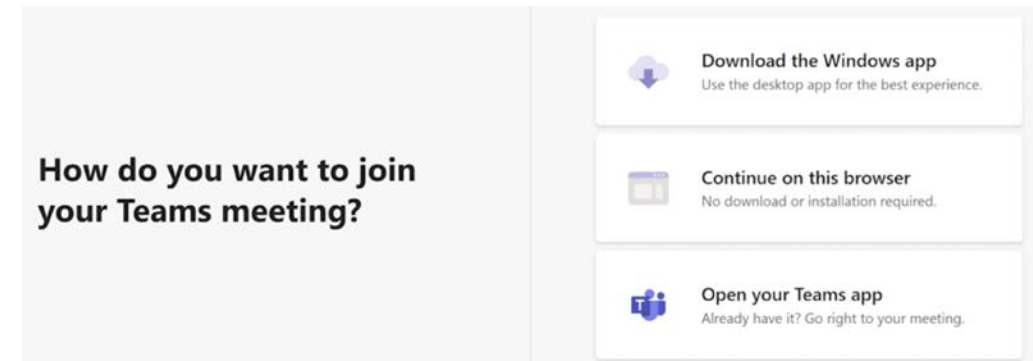 How do you want to join
your Teams meeting?
Download the Windows app
Use the desktop app for the best experience.
Continue on this browser
No download or installation required.
Open your Teams app
Already have it? Go right to your meeting.